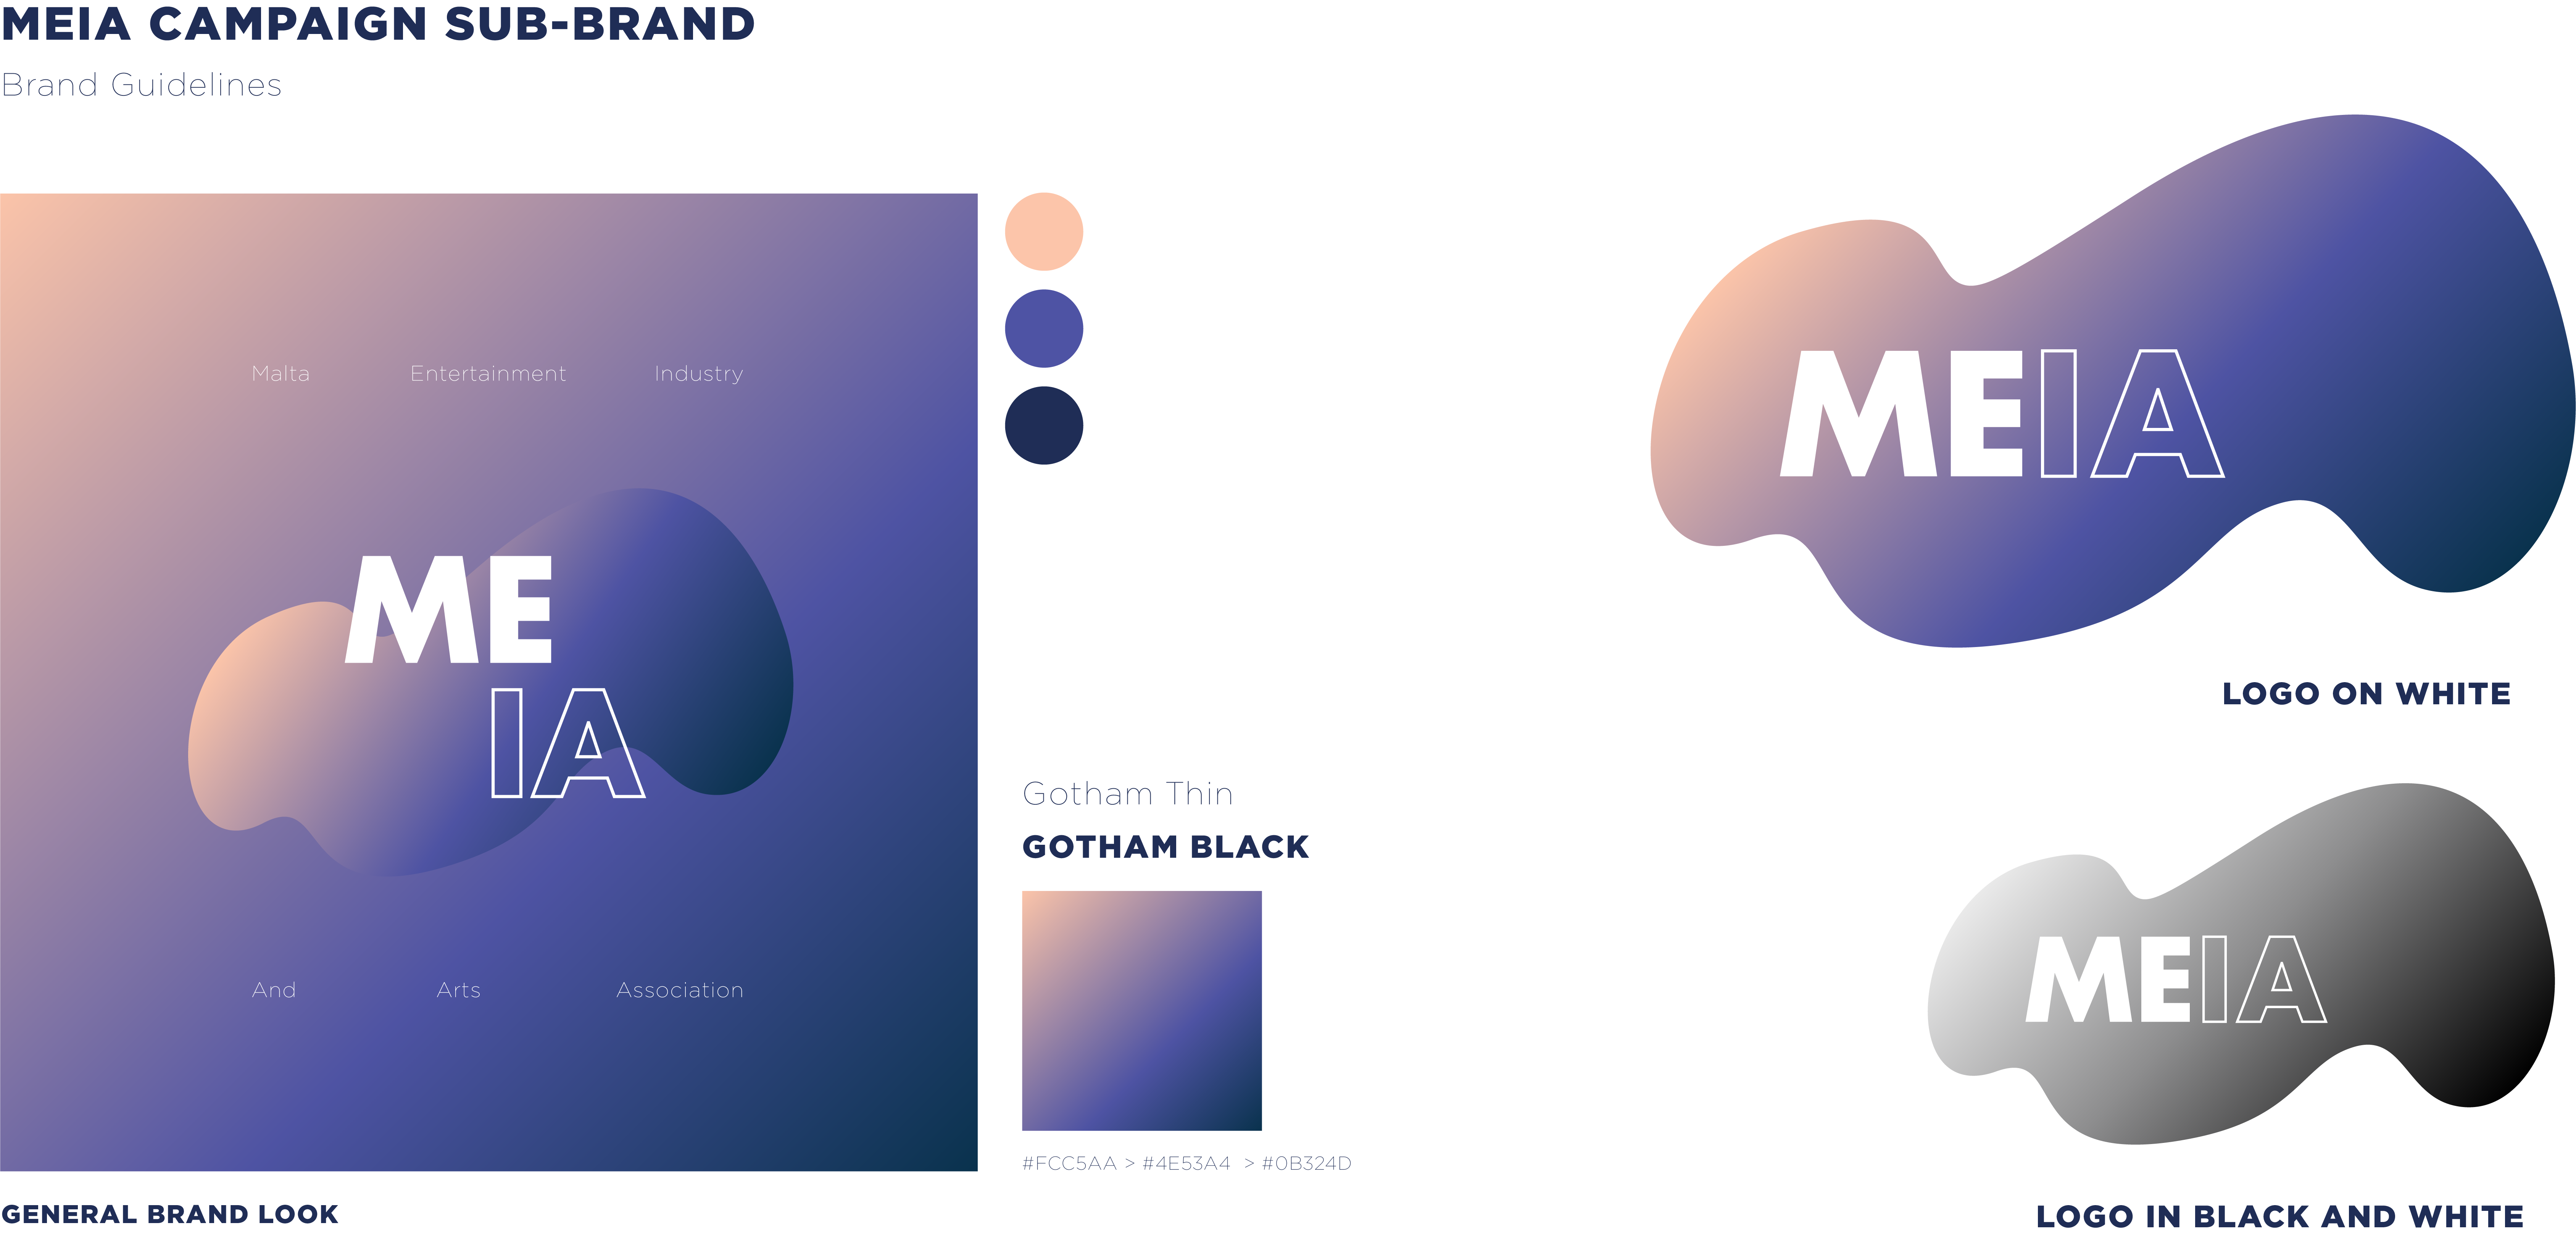 MEIA CAMPAIGN SUB-BRAND
Brand Guidelines
Malta Entertainment Industry
ME
IA
And Arts Association
GENERAL BRAND LOOK
Gotham Thin
GOTHAM BLACK
#FCC5AA > #4E53A4 > #0B324D
MEIA
LOGO ON WHITE
MEIA
LOGO IN BLACK AND WHITE